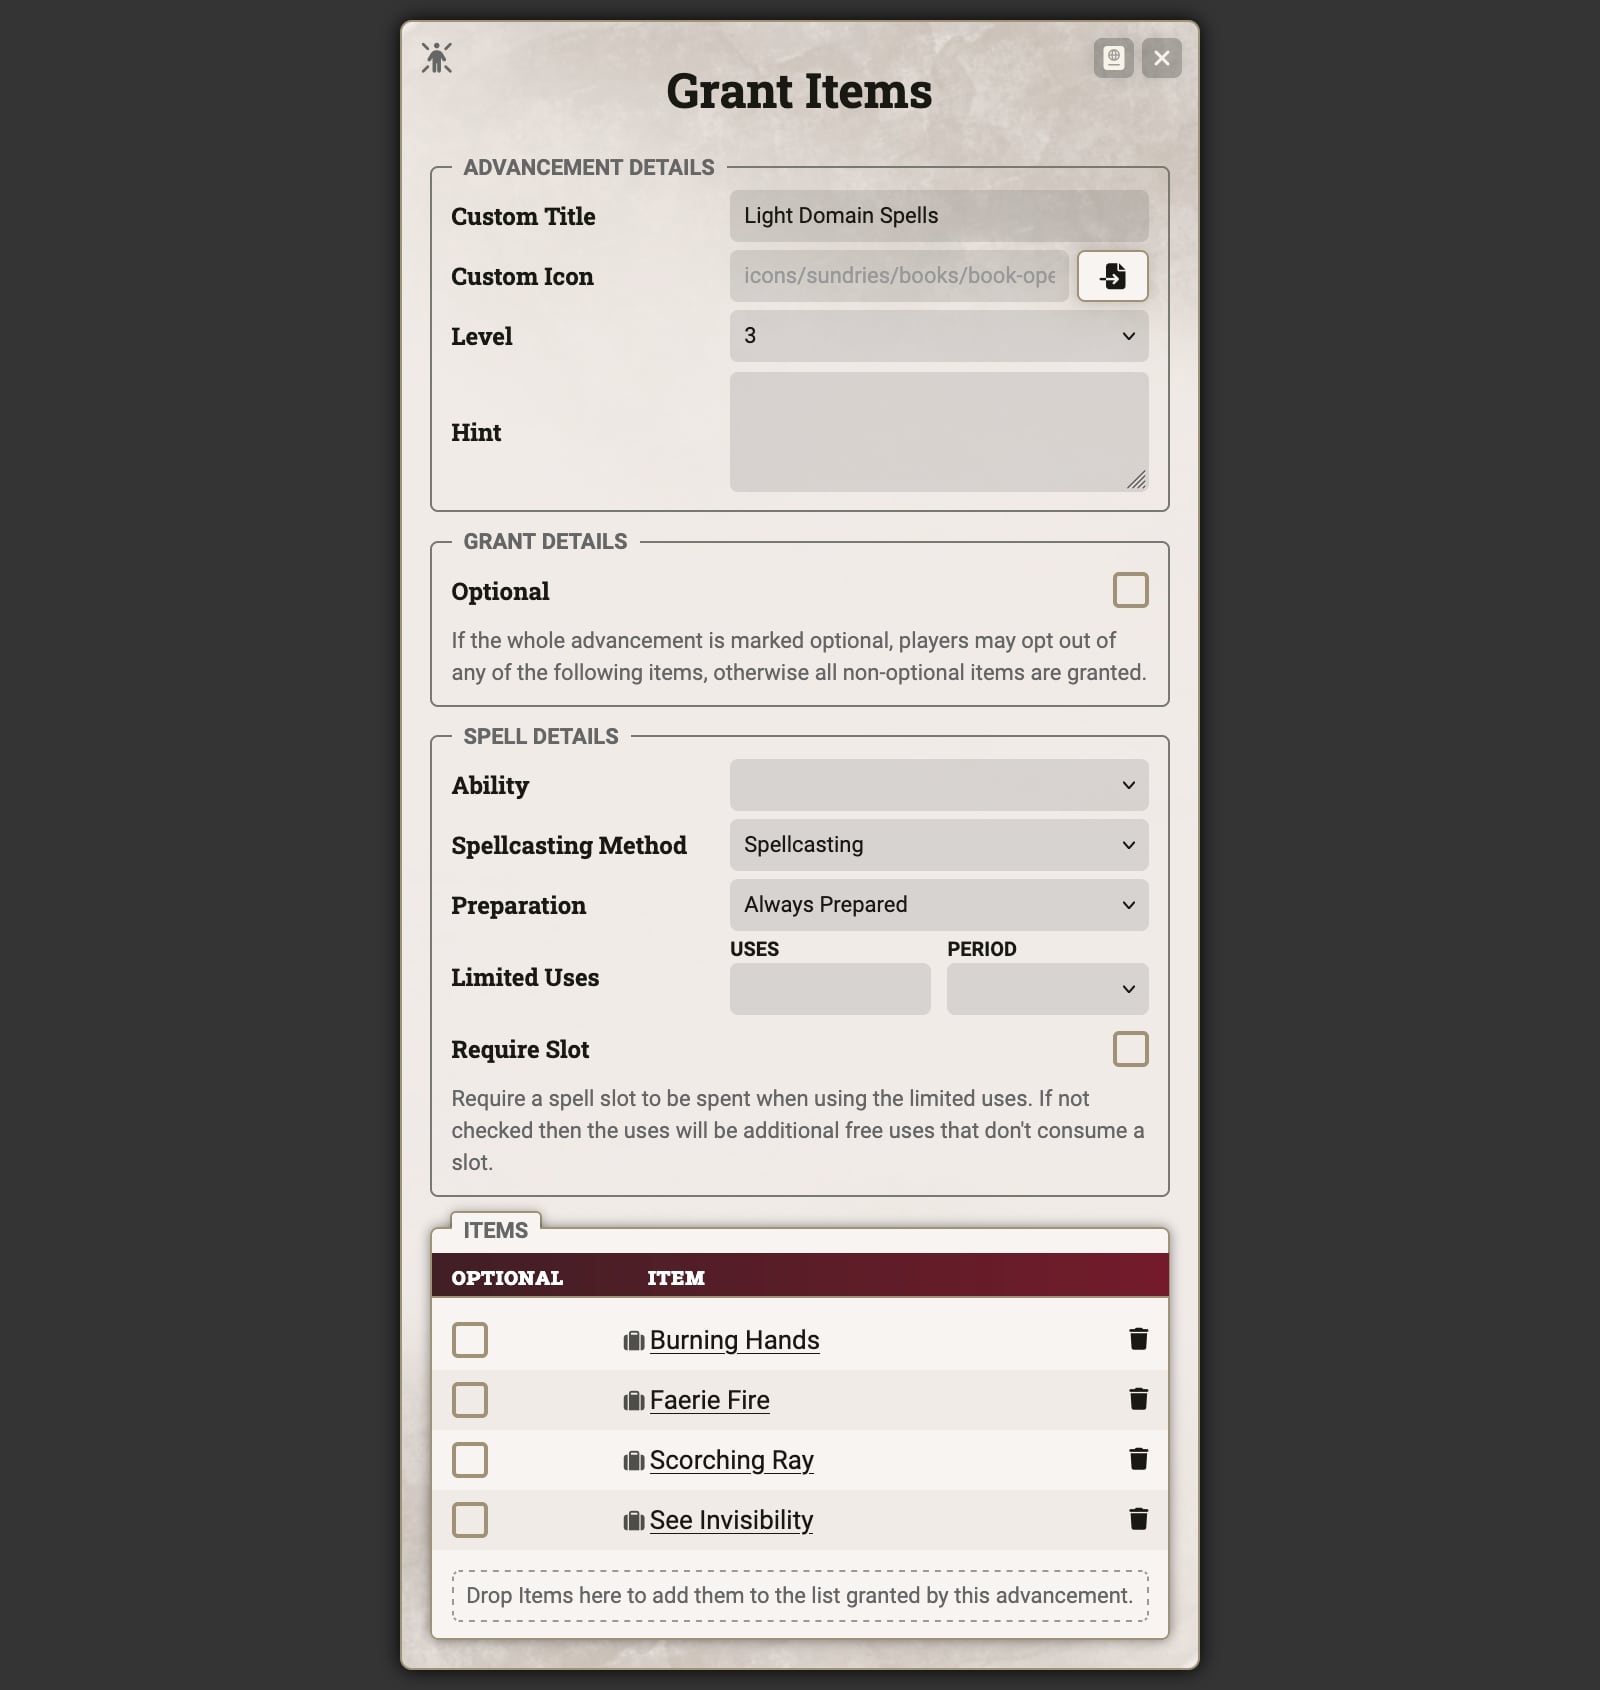 Grant Items
ADVANCEMENT DETAILS
Custom Title
Light Domain Spells
Custom Icon
icons/sundries/books/book-ope
Level
3
Hint
GRANT DETAILS
Optional
If the whole advancement is marked optional, players may opt out of
any of the following items, otherwise all non-optional items are granted.
SPELL DETAILS
Ability
Spellcasting Method
Spellcasting
Preparation
Always Prepared
USES PERIOD
Limited Uses
Require Slot
Require a spell slot to be spent when using the limited uses. If not
checked then the uses will be additional free uses that don't consume a
slot.
ITEMS
OPTIONAL ITEM
Burning Hands
Faerie Fire
Scorching Ray
See Invisibility
Drop Items here to add them to the list granted by this advancement.